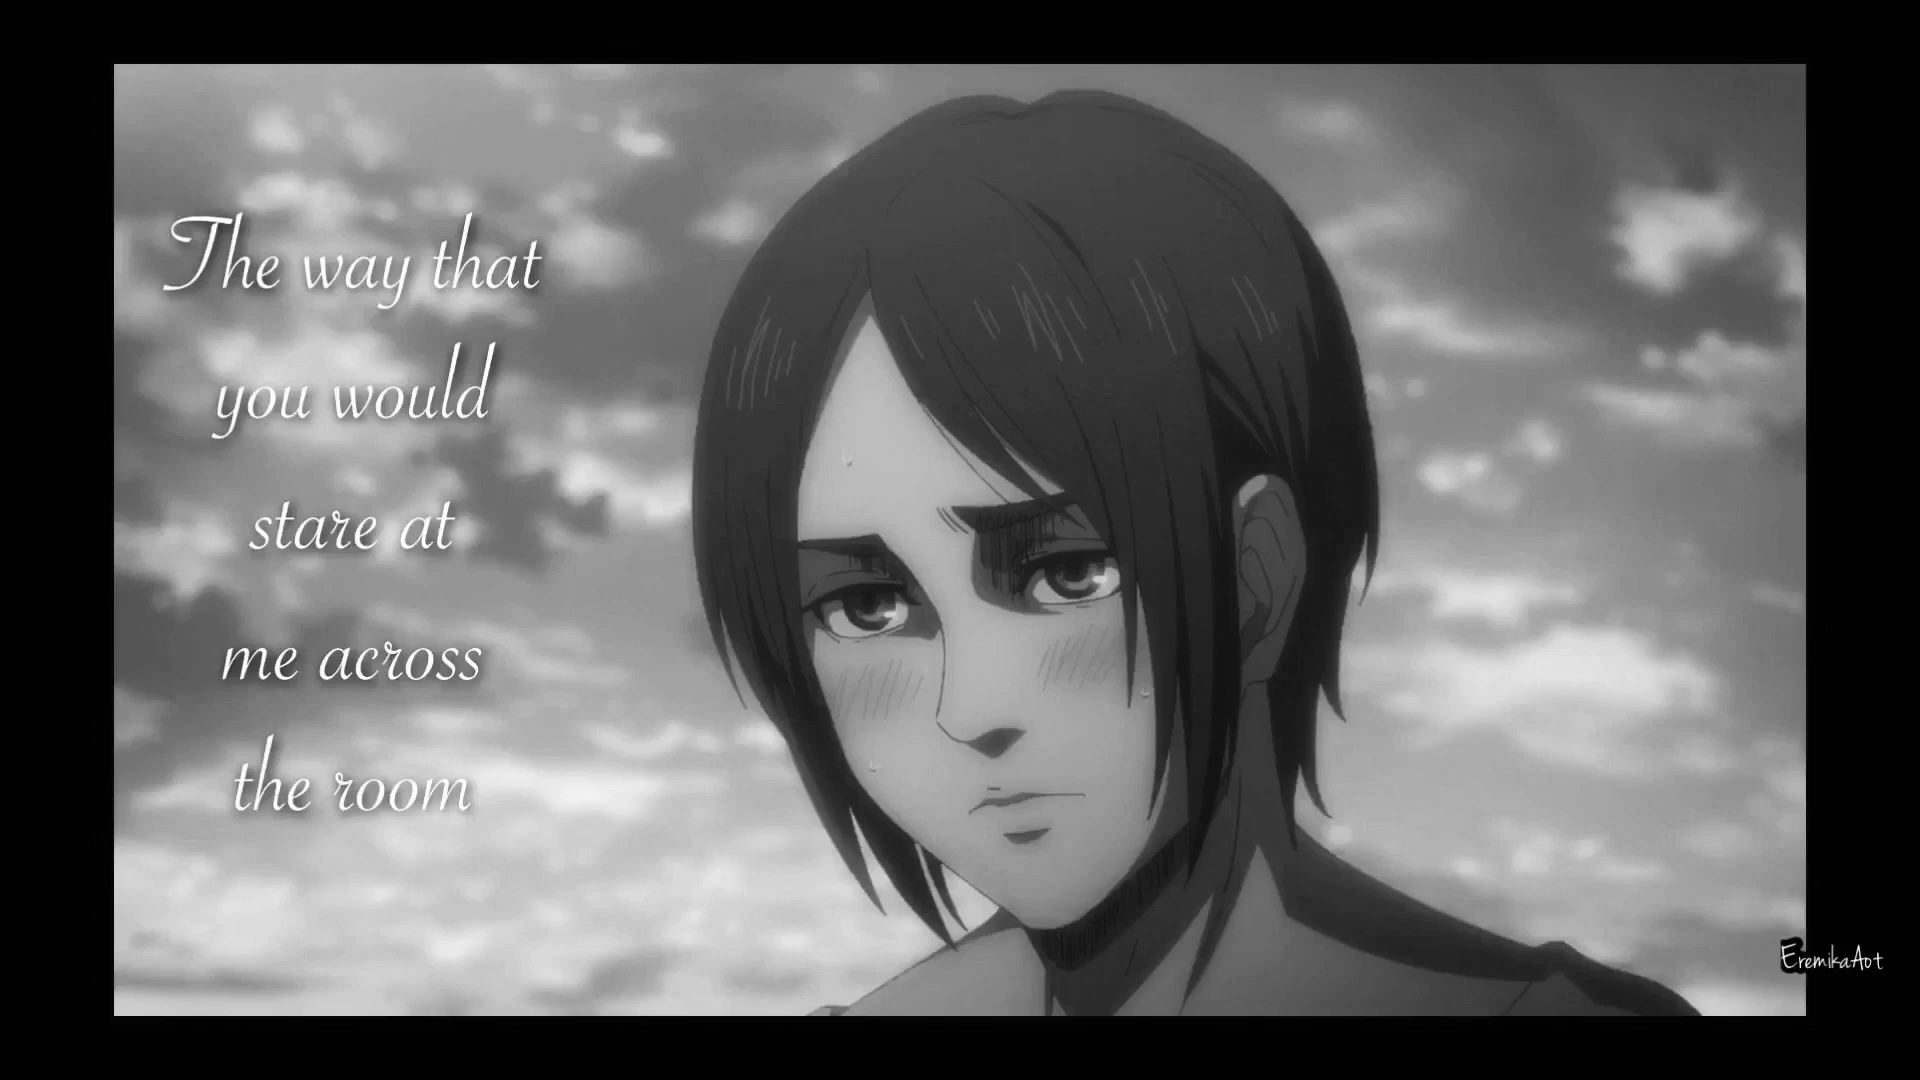 The way that
you would
stare at
me across
the room
EremikaAot